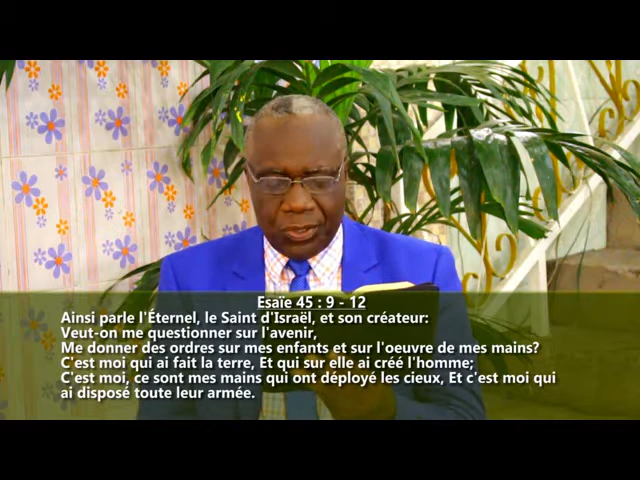 Esaïe 45 : 9 - 12
Ainsi parle l'Éternel, le Saint d'Israël, et son créateur:
Veut-on me questionner sur l'avenir,
Me donner des ordres sur mes enfants et sur l'oeuvre de mes mains?
C'est moi qui ai fait la terre, Et qui sur elle ai créé l'homme;
C'est moi, ce sont mes mains qui ont déployé les cieux, Et c'est moi qui
ai disposé toute leur armée.